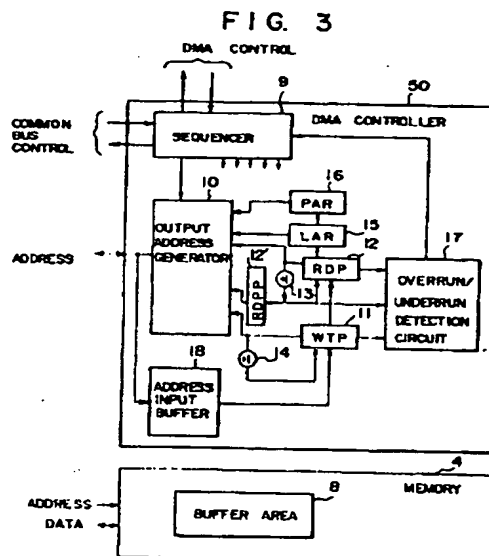 FIG. 3
DMA CONTROL
50
9
DMA CONTROLLER
COMMON
BUS
CONTROL
SEQUENCER
10
16
PAR
15
LAR
12
17
OUTPUT
ADDRESS
GENERATOR
ADDRESS
12'
RDP
RDPP
13
OVERRUN/
UNDERRUN
DETECTION
CIRCUIT
11
WTP
14
18
ADDRESS
INPUT
BUFFER
4
ADDRESS
DATA
8
MEMORY
BUFFER AREA